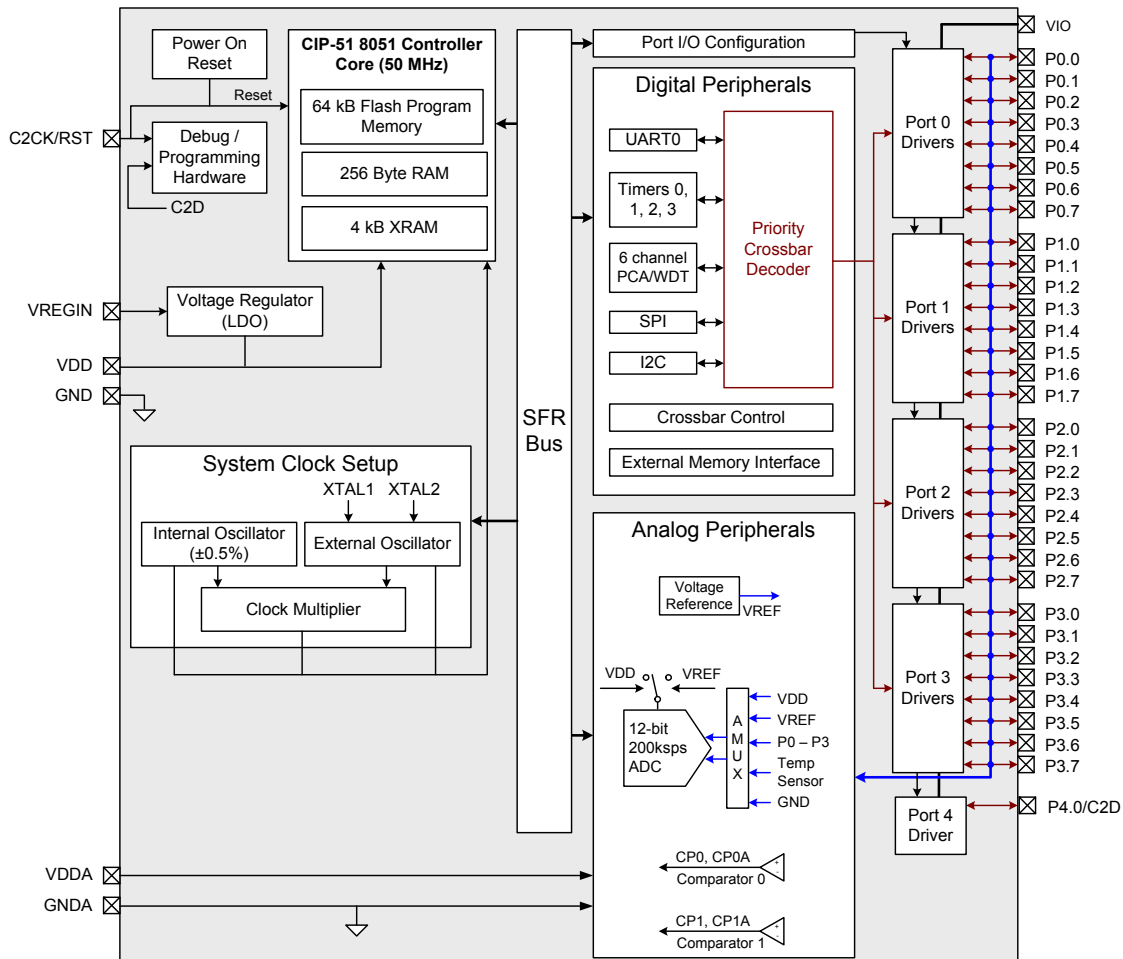 Power On
Reset
Reset
C2CK/RST
Debug /
Programming
Hardware
C2D
CIP-51 8051 Controller
Core (50 MHz)
64 kB Flash Program
Memory
256 Byte RAM
4 kB XRAM
VREGIN
Voltage Regulator
(LDO)
VDD
GND
System Clock Setup
XTAL1
XTAL2
Internal Oscillator
(±0.5%)
External Oscillator
Clock Multiplier
VDDA
GNDA
SFR
Bus
Port I/O Configuration
Digital Peripherals
UART0
Timers 0,
1, 2, 3
6 channel
PCA/WDT
SPI
I2C
Priority
Crossbar
Decoder
Crossbar Control
External Memory Interface
Analog Peripherals
Voltage
Reference
VREF
VDD
VREF
12-bit
200ksps
ADC
A
M
U
X
VDD
VREF
P0 – P3
Temp
Sensor
GND
CP0, CP0A
+
-
Comparator 0
CP1, CP1A
+
-
Comparator 1
Port 0
Drivers
Port 1
Drivers
Port 2
Drivers
Port 3
Drivers
Port 4
Driver
VIO
P0.0
P0.1
P0.2
P0.3
P0.4
P0.5
P0.6
P0.7
P1.0
P1.1
P1.2
P1.3
P1.4
P1.5
P1.6
P1.7
P2.0
P2.1
P2.2
P2.3
P2.4
P2.5
P2.6
P2.7
P3.0
P3.1
P3.2
P3.3
P3.4
P3.5
P3.6
P3.7
P4.0/C2D